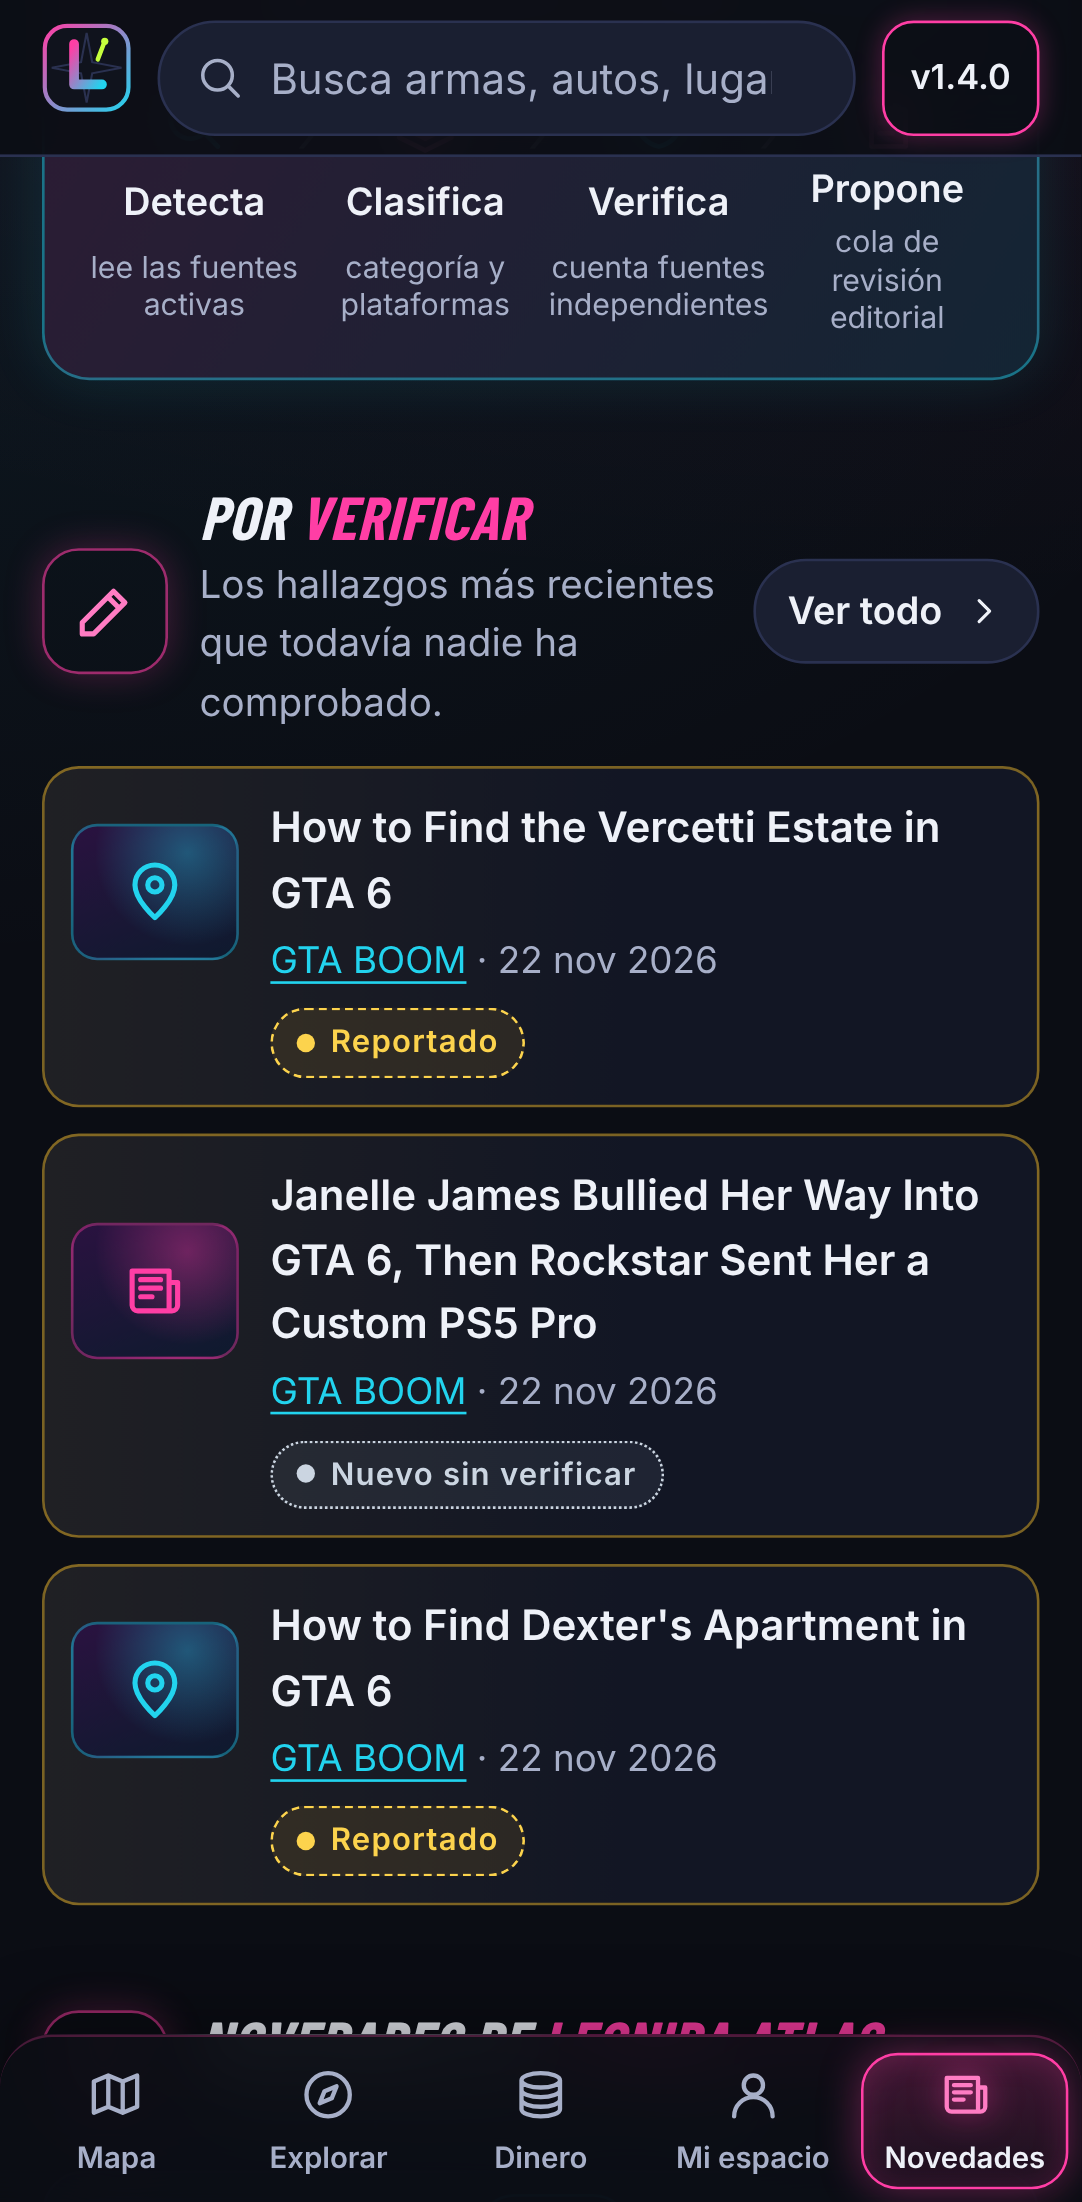 Busca armas, autos, luga
v1.4.0
Detecta
lee las fuentes
activas
Clasifica
categoría y
plataformas
Verifica
cuenta fuentes
independientes
Propone
cola de
revisión
editorial
POR VERIFICAR
Los hallazgos más recientes
que todavía nadie ha
comprobado.
Ver todo
How to Find the Vercetti Estate in
GTA 6
GTA BOOM · 22 nov 2026
Reportado
Janelle James Bullied Her Way Into
GTA 6, Then Rockstar Sent Her a
Custom PS5 Pro
GTA BOOM · 22 nov 2026
Nuevo sin verificar
How to Find Dexter's Apartment in
GTA 6
GTA BOOM · 22 nov 2026
Reportado
NOVEDADES DE LEONIDA ATLAS
Mapa
Explorar
Dinero
Mi espacio
Novedades